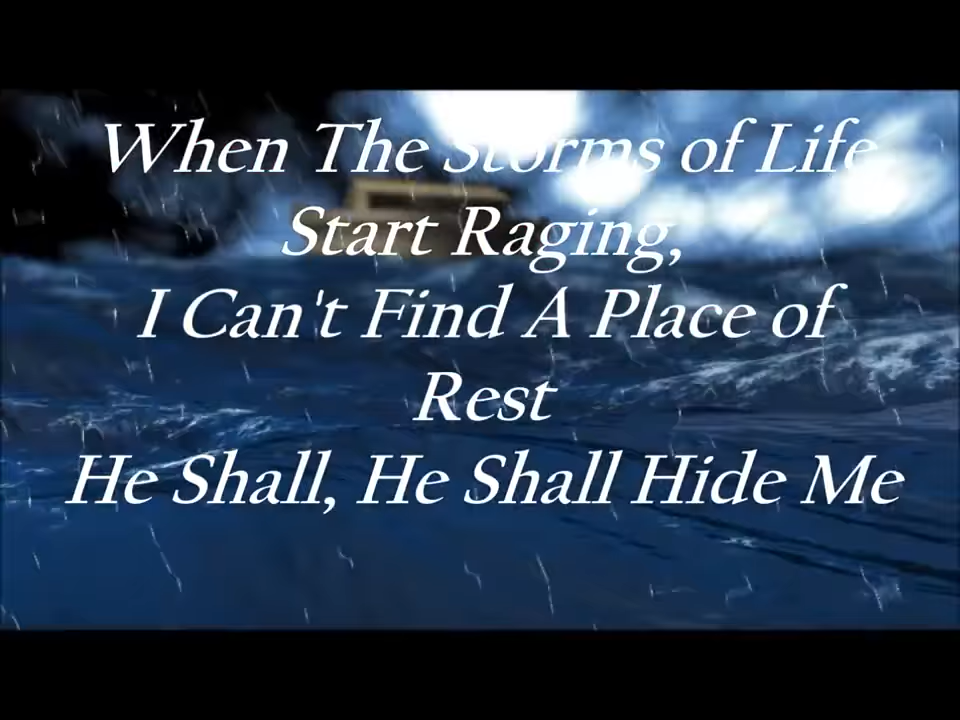 When The Storms of Life
Start Raging,
I Can't Find A Place of
Rest
He Shall, He Shall Hide Me